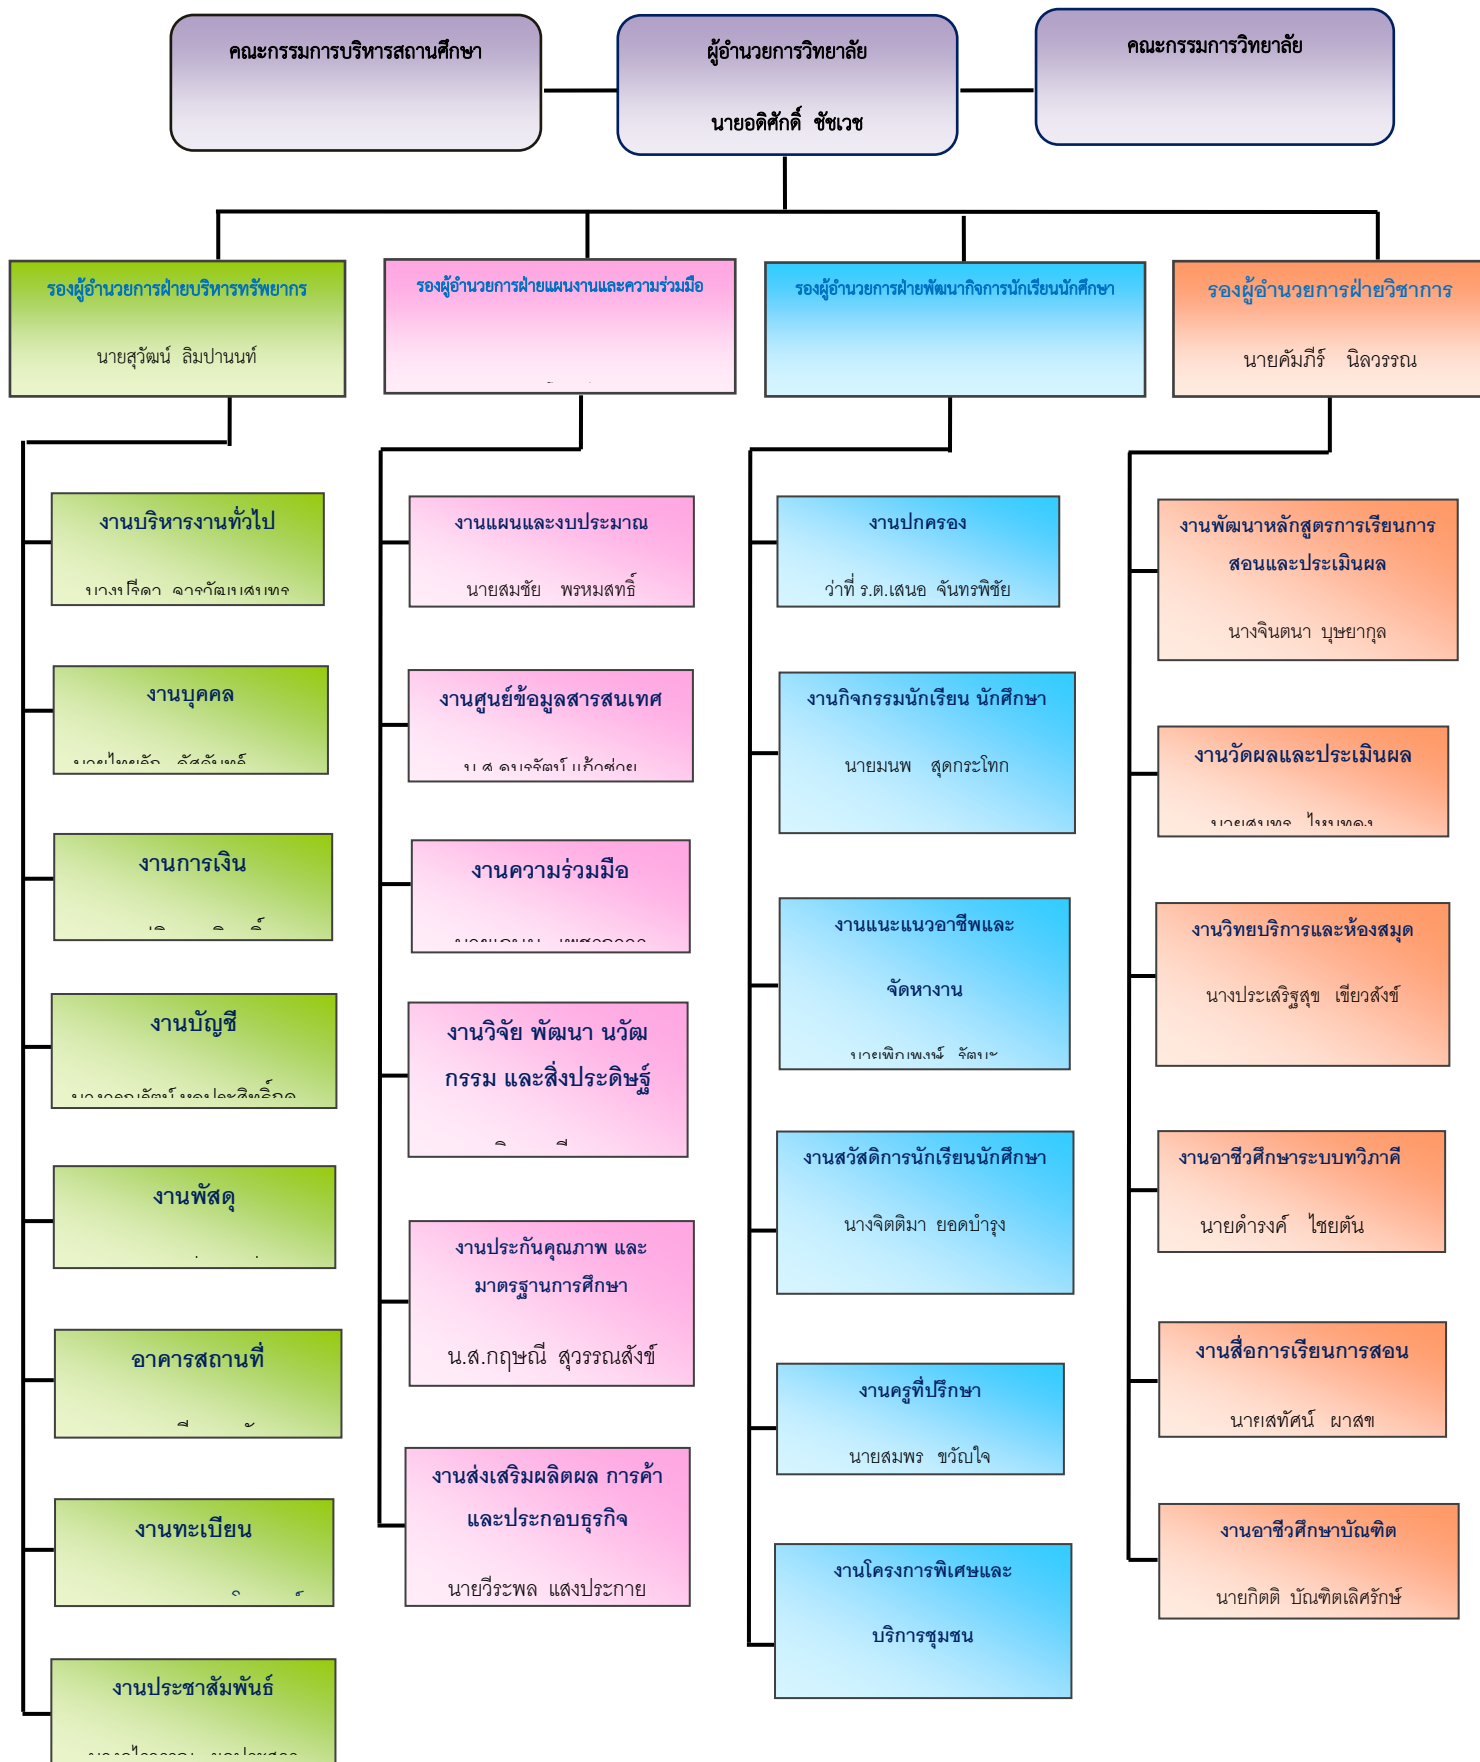 คณะกรรมการบริหารสถานศึกษา
ผู้อำนวยการวิทยาลัย
นายอดิศักดิ์ ชัชเวช
คณะกรรมการวิทยาลัย
รองผู้อำนวยการฝ่ายบริหารทรัพยากร
นายสุวัฒน์ ลิมปานนท์
รองผู้อำนวยการฝ่ายแผนงานและความร่วมมือ
รองผู้อำนวยการฝ่ายพัฒนากิจการนักเรียนนักศึกษา
รองผู้อำนวยการฝ่ายวิชาการ
นายคัมภีร์ นิลวรรณ
งานบริหารงานทั่วไป
งานบุคคล
งานการเงิน
งานบัญชี
งานพัสดุ
อาคารสถานที่
งานทะเบียน
งานประชาสัมพันธ์
งานแผนและงบประมาณ
นายสมชัย พรหมสทธิ์
งานศูนย์ข้อมูลสารสนเทศ
งานความร่วมมือ
งานวิจัย พัฒนา นวัฒ
กรรม และสิ่งประดิษฐ์
งานประกันคุณภาพ และ
มาตรฐานการศึกษา
น.ส.กฤษณี สุวรรณสังข์
งานส่งเสริมผลิตผล การค้า
และประกอบธุรกิจ
นายวีระพล แสงประกาย
งานปกครอง
ว่าที่ ร.ต.เสนอ จันทรพิชัย
งานกิจกรรมนักเรียน นักศึกษา
นายมนพ สุดกระโทก
งานแนะแนวอาชีพและ
จัดหางาน
งานสวัสดิการนักเรียนนักศึกษา
นางจิตติมา ยอดบำรุง
งานครูที่ปรึกษา
นายสมพร ขวัญใจ
งานโครงการพิเศษและ
บริการชุมชน
งานพัฒนาหลักสูตรการเรียนการ
สอนและประเมินผล
นางจินตนา บุษยากุล
งานวัดผลและประเมินผล
งานวิทยบริการและห้องสมุด
นางประเสริฐสุข เขียวสังข์
งานอาชีวศึกษาระบบทวิภาคี
นายดำรงค์ ไชยตัน
งานสื่อการเรียนการสอน
นายสทัศน์ ผาสข
งานอาชีวศึกษาบัณฑิต
นายกิตติ บัณฑิตเลิศรักษ์